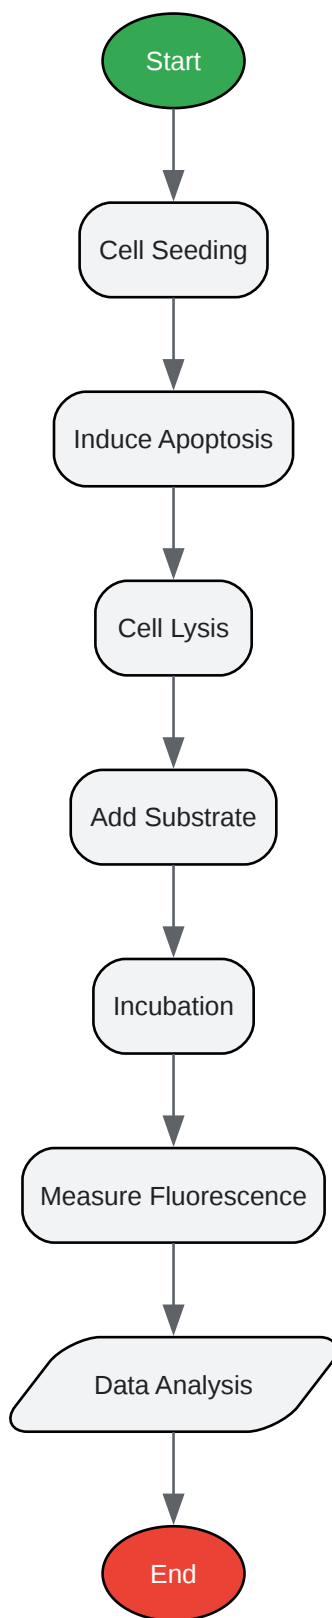 Start
Cell Seeding
Induce Apoptosis
Cell Lysis
Add Substrate
Incubation
Measure Fluorescence
Data Analysis
End